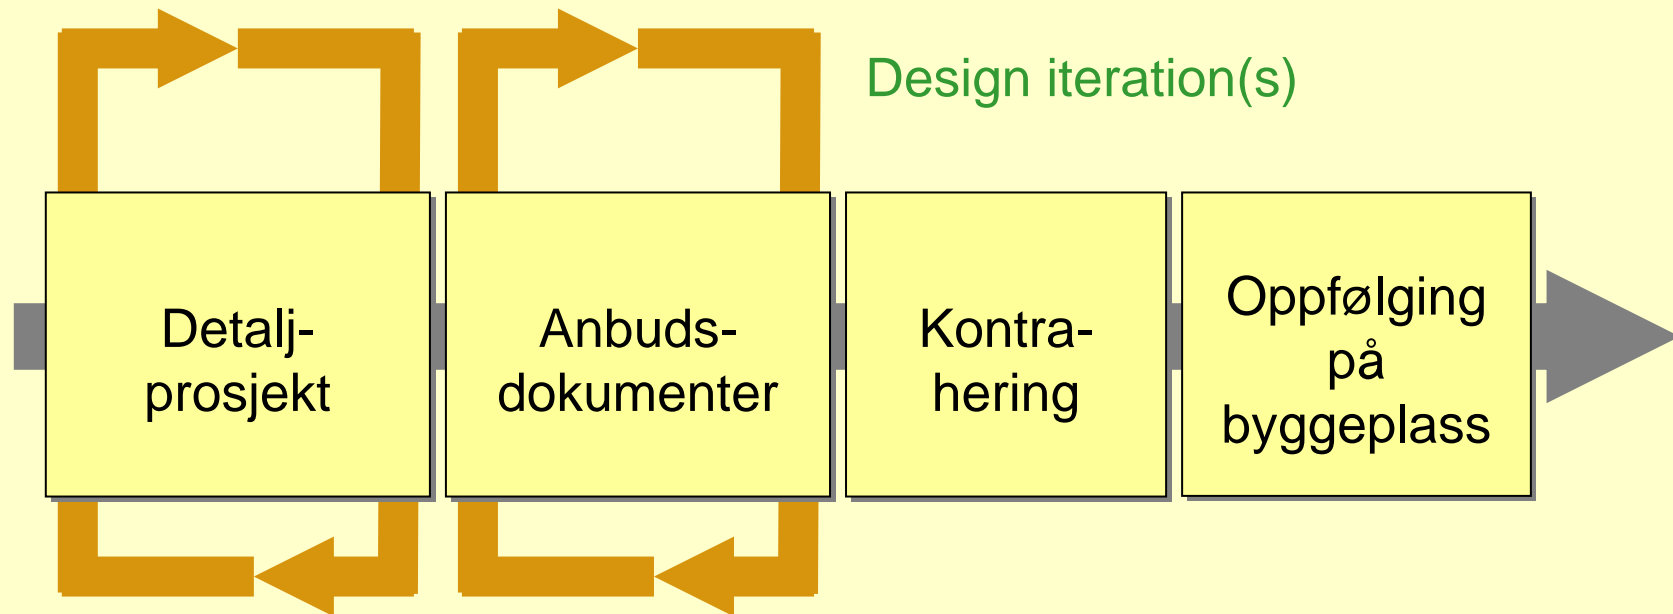 Design iteration(s)
Detalj-
prosjekt
Anbuds-
dokumenter
Kontra-
hering
Oppfølging
på
byggeplass